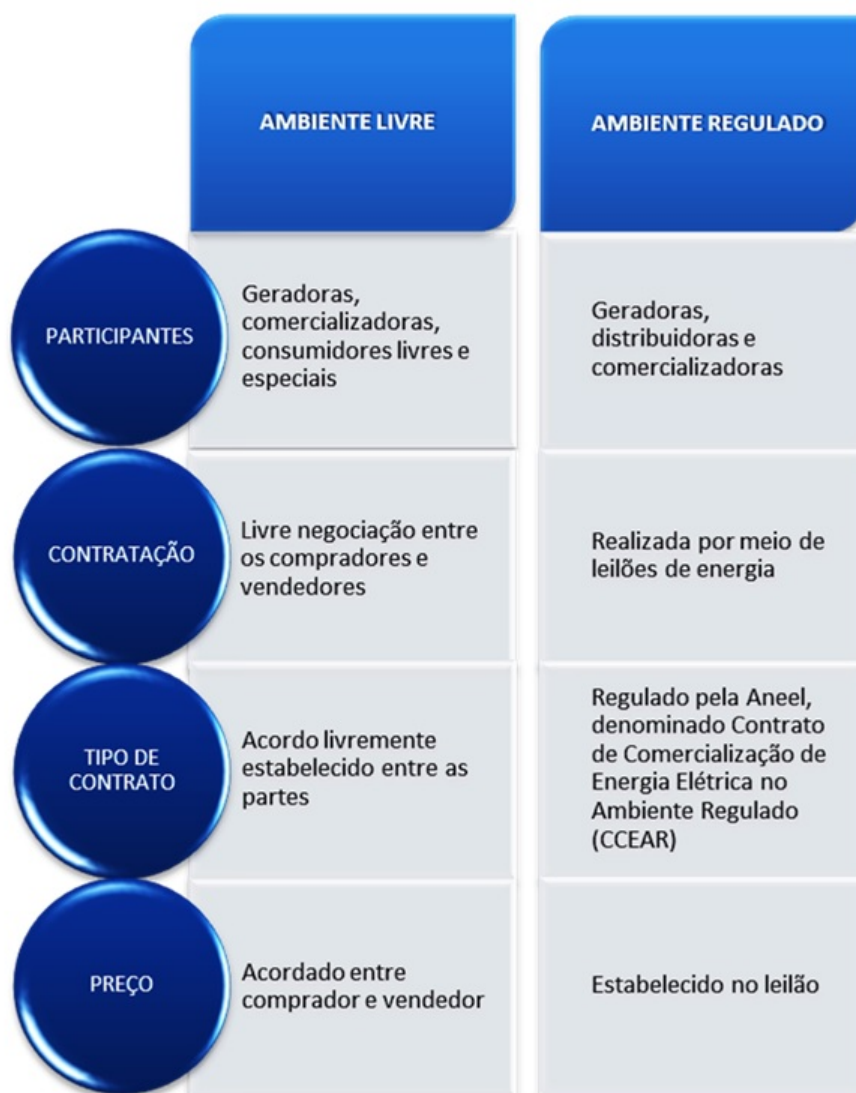 AMBIENTE LIVRE
AMBIENTE REGULADO
PARTICIPANTES
Geradoras,
comercializadoras,
consumidores livres e
especiais
Geradoras,
distribuidoras e
comercializadoras
CONTRATAÇÃO
Livre negociação entre
os compradores e
vendedores
Realizada por meio de
leilões de energia
TIPO DE
CONTRATO
Acordo livremente
estabelecido entre as
partes
Regulado pela Aneel,
denominado Contrato
de Comercialização de
Energia Elétrica no
Ambiente Regulado
(CCEAR)
PREÇO
Acordado entre
comprador e vendedor
Estabelecido no leilão